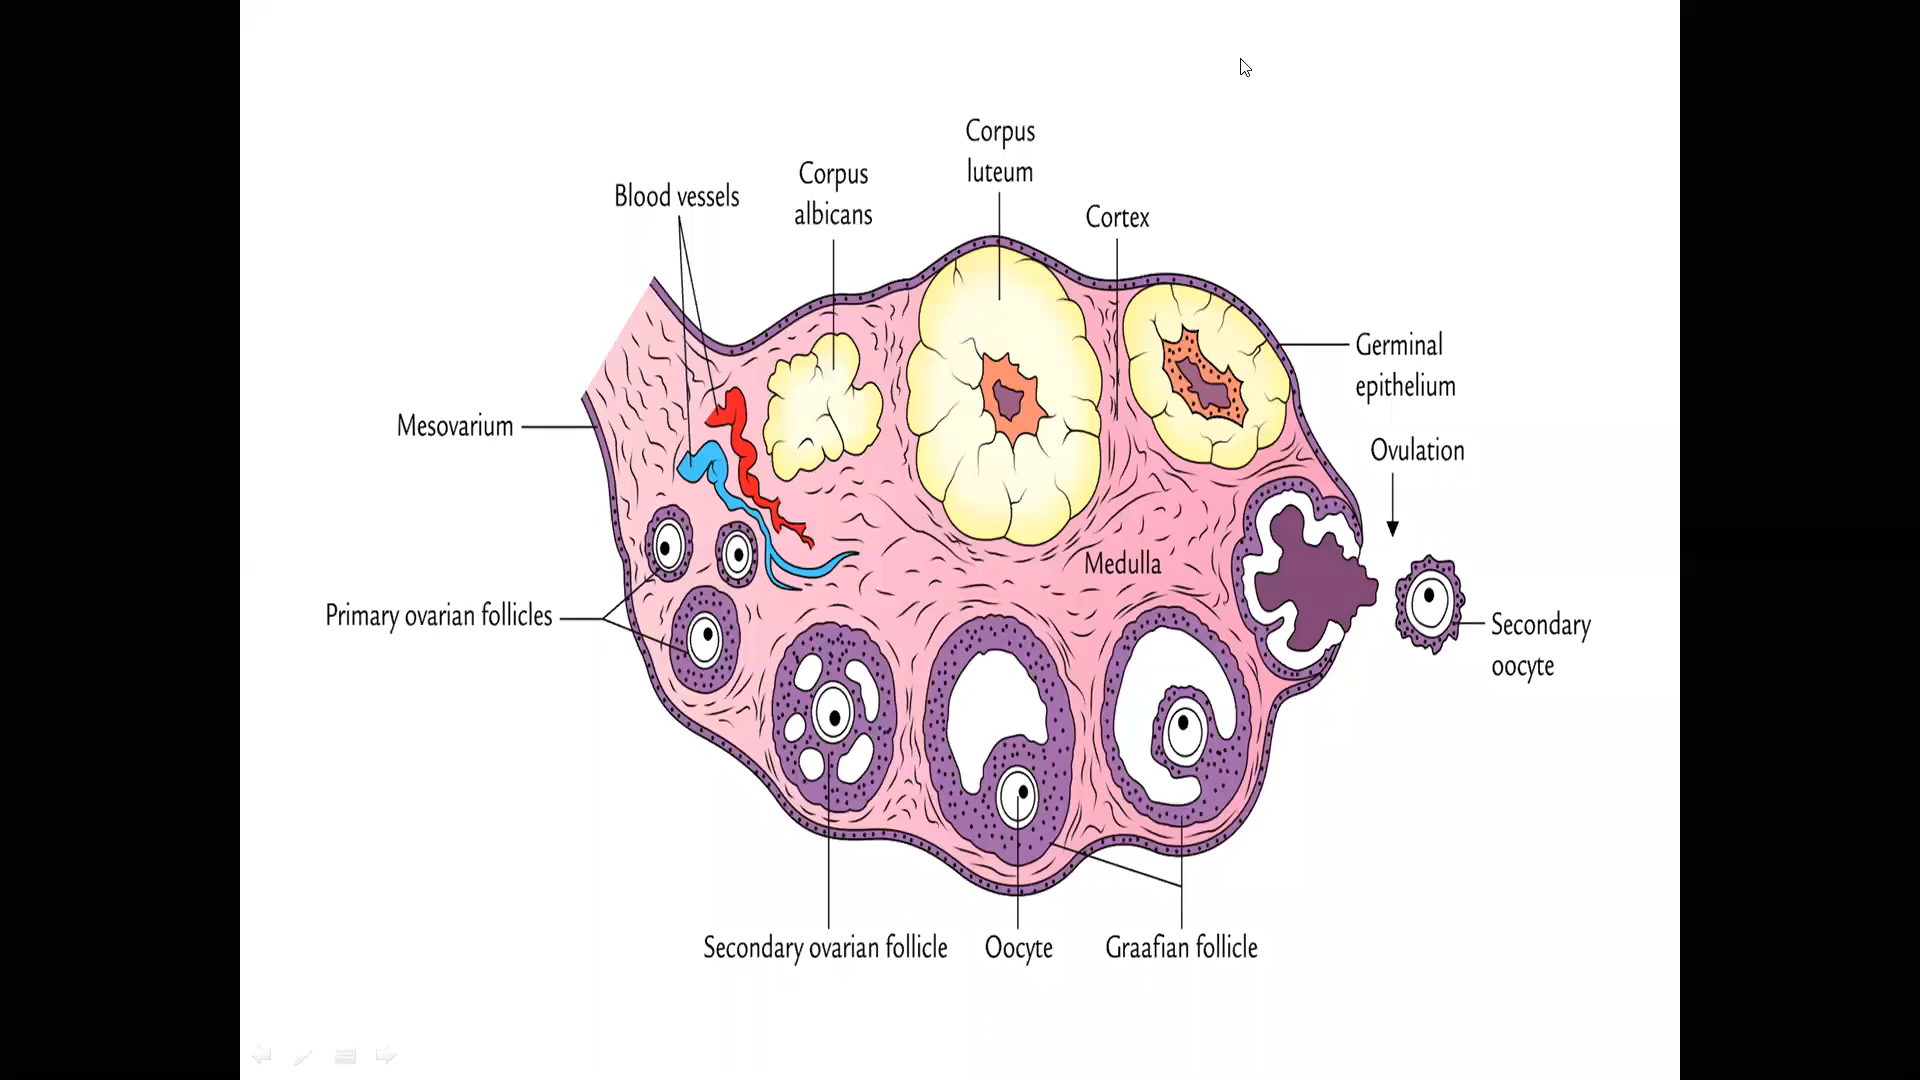 Corpus
luteum
Corpus
albicans
Blood vessels
Cortex
Germinal
epithelium
Mesovarium
Ovulation
Medulla
Primary ovarian follicles
Secondary
oocyte
Secondary ovarian follicle
Oocyte
Graafian follicle